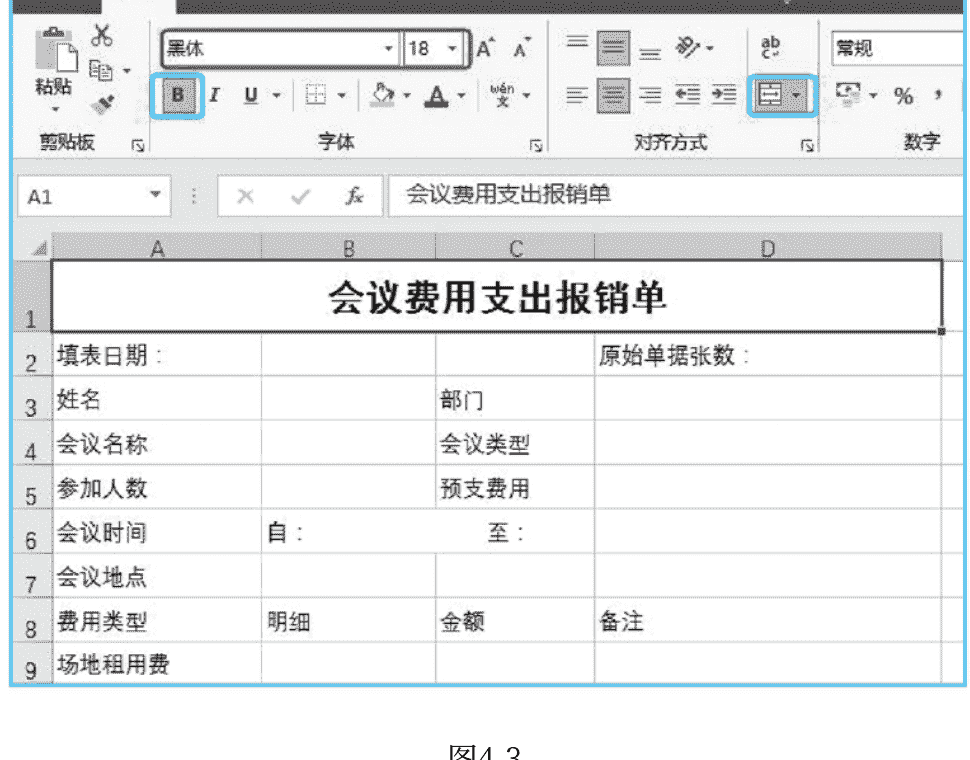 黑体 18 A A ab 常规
粘贴 B I U A wén 文 %
剪贴板 字体 对齐方式 数字
A1 fx 会议费用支出报销单
A B C D
1 会议费用支出报销单
2 填表日期: 原始单据张数:
3 姓名 部门
4 会议名称 会议类型
5 参加人数 预支费用
6 会议时间 自: 至:
7 会议地点
8 费用类型 明细 金额 备注
9 场地租用费
图4-3